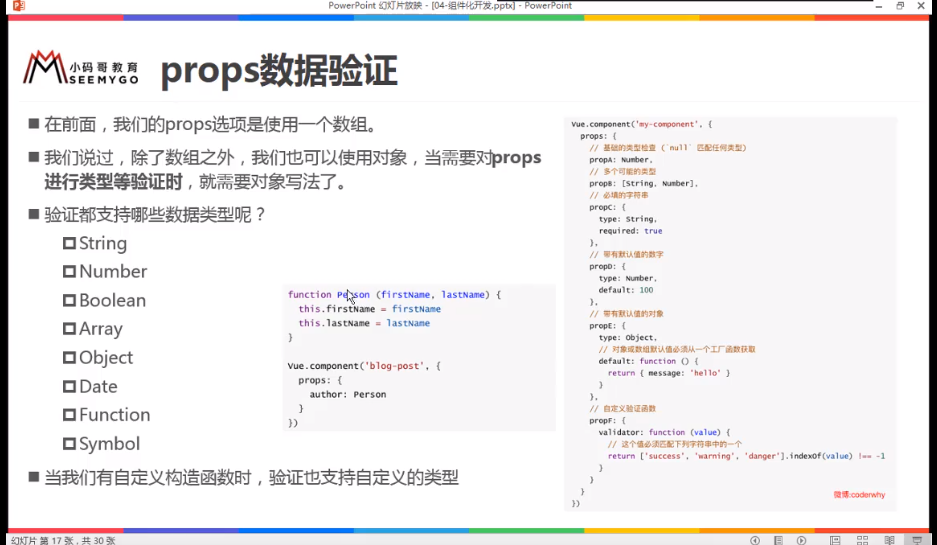 PowerPoint 幻灯片放映 - [04-组件化开发.pptx] - PowerPoint
小码哥教育
SEEMYGO
props数据验证
在前面，我们的props选项是使用一个数组。
我们说过，除了数组之外，我们也可以使用对象，当需要对props
进行类型等验证时，就需要对象写法了。
验证都支持哪些数据类型呢？
String
Number
Boolean
Array
Object
Date
Function
Symbol
当我们有自定义构造函数时，验证也支持自定义的类型
function Person (firstName, lastName) {
this.firstName = firstName
this.lastName = lastName
}
Vue.component('blog-post', {
props: {
author: Person
}
})
Vue.component('my-component', {
props: {
// 基础的类型检查 (`null` 匹配任何类型)
propA: Number,
// 多个可能的类型
propB: [String, Number],
// 必填的字符串
propC: {
type: String,
required: true
},
// 带有默认值的数字
propD: {
type: Number,
default: 100
},
// 带有默认值的对象
propE: {
type: Object,
// 对象或数组默认值必须从一个工厂函数获取
default: function () {
return { message: 'hello' }
}
},
// 自定义验证函数
propF: {
validator: function (value) {
// 这个值必须匹配下列字符串中的一个
return ['success', 'warning', 'danger'].indexOf(value) !== -1
}
}
}
})
微博:coderwhy
幻灯片 第 17 张，共 30 张